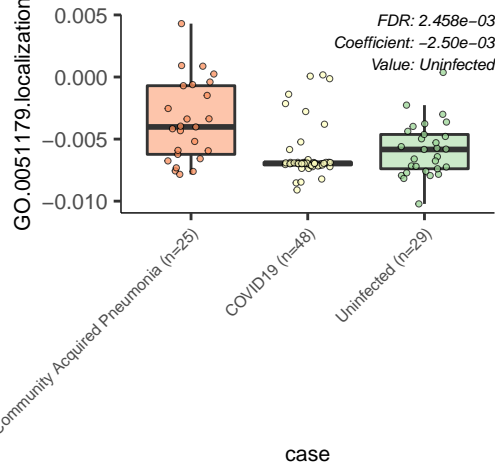 FDR: 2.458e−03
Coefficient: −2.50e−03
Value: Uninfected
GO.0051179.localization
0.005
0.000
−0.005
−0.010
Community Acquired Pneumonia (n=25)
COVID19 (n=48)
Uninfected (n=29)
case